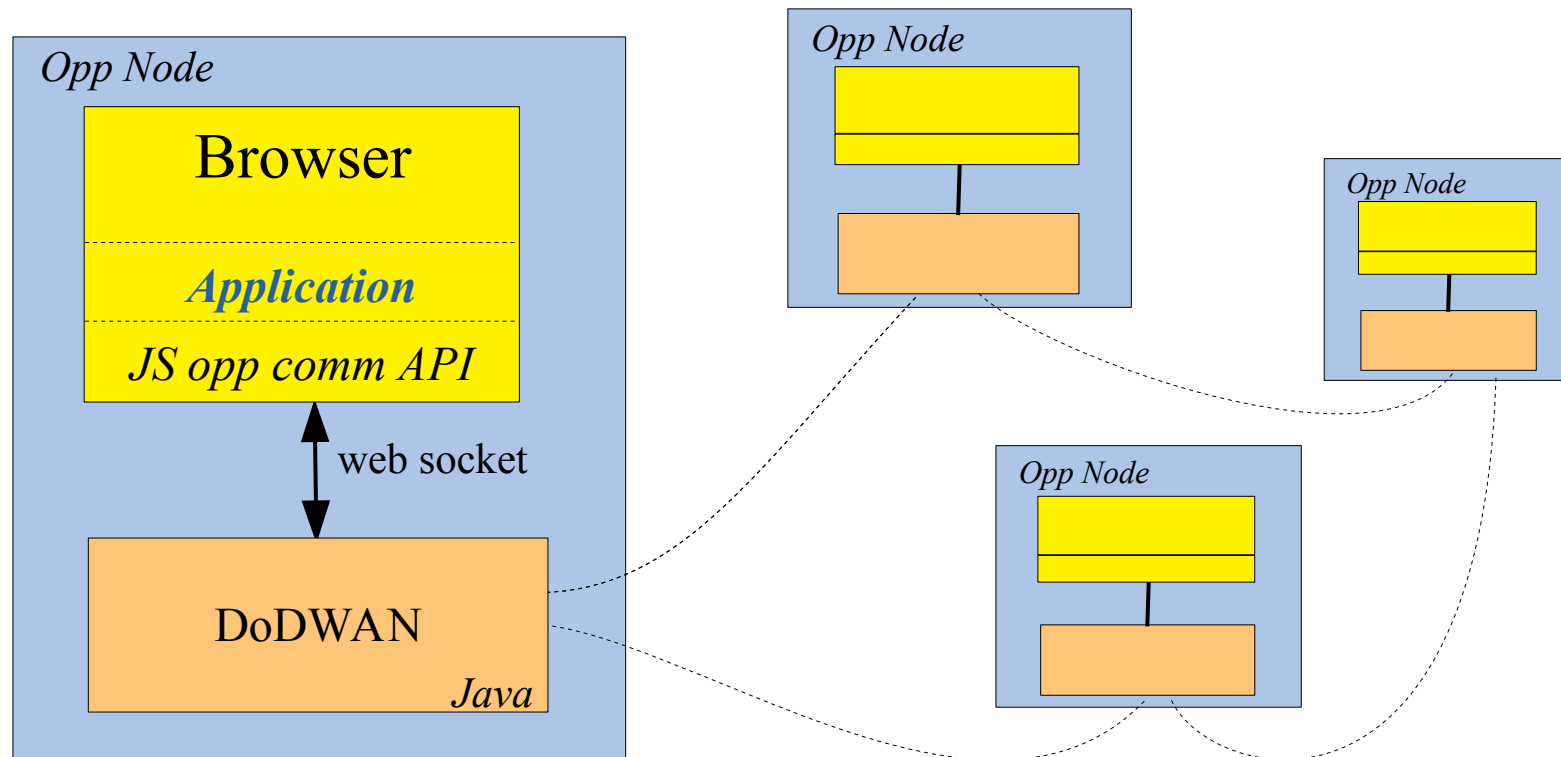 Opp Node
Browser
Application
JS opp comm API
web socket
DoDWAN
Java
Opp Node
Opp Node
Opp Node